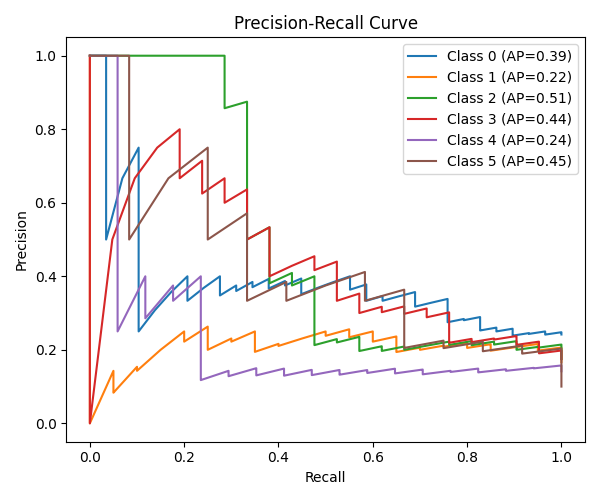 Precision-Recall Curve
Class 0 (AP=0.39)
Class 1 (AP=0.22)
Class 2 (AP=0.51)
Class 3 (AP=0.44)
Class 4 (AP=0.24)
Class 5 (AP=0.45)
Precision
1.0
0.8
0.6
0.4
0.2
0.0
0.0 0.2 0.4 0.6 0.8 1.0
Recall